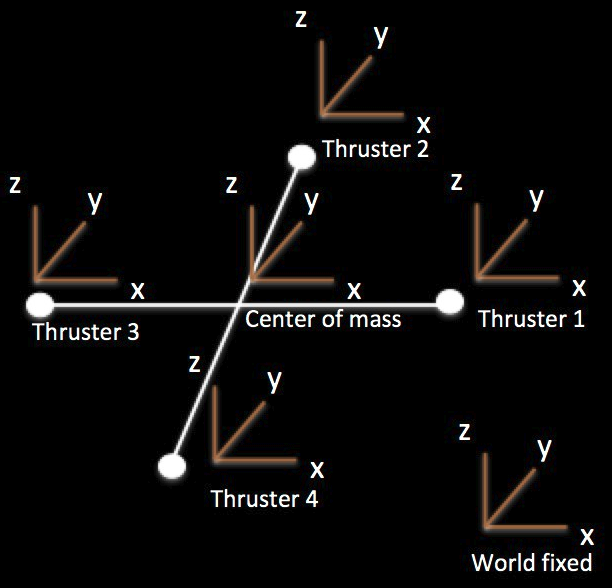 z
y
x
Thruster 2
z
y
x
Thruster 3
z
y
x
Center of mass
z
y
x
Thruster 1
z
y
x
Thruster 4
z
y
x
World fixed